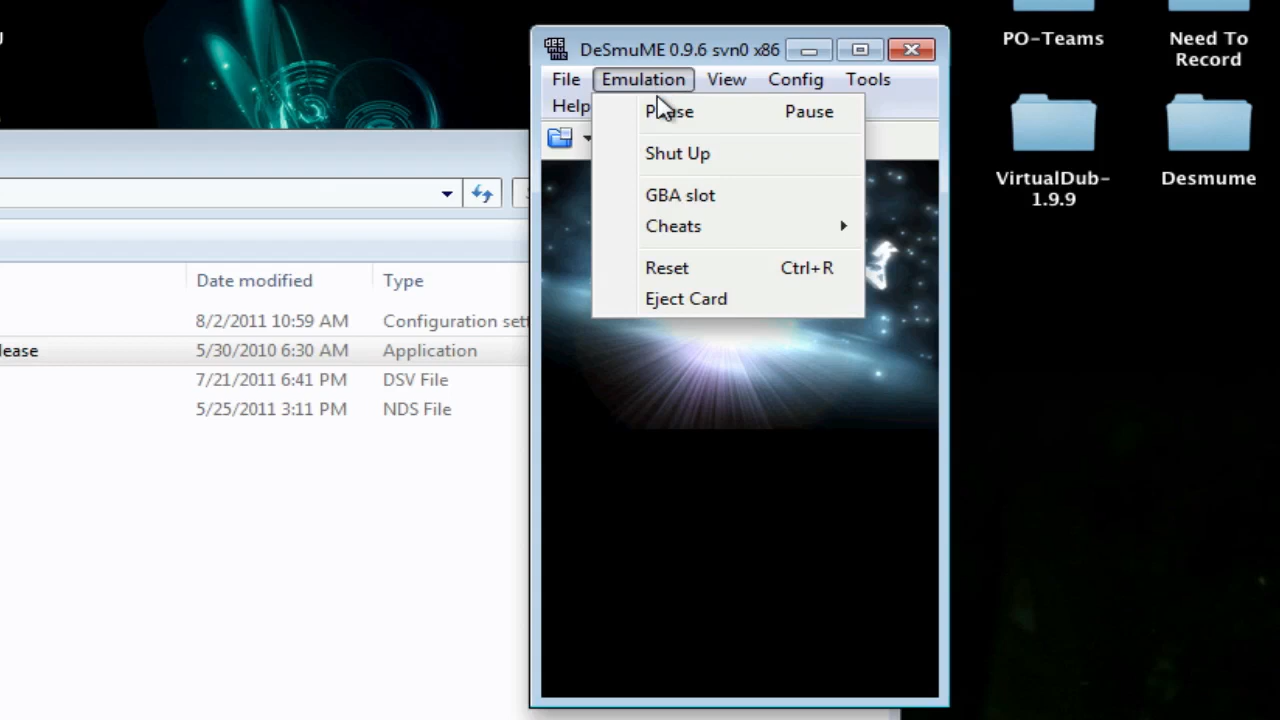 U
DeSmuME 0.9.6 svn0 x86
File Emulation View Config Tools
Help
Pause Pause
Shut Up
GBA slot
Cheats
Reset Ctrl+R
Eject Card
Date modified Type
8/2/2011 10:59 AM Configuration sett
lease 5/30/2010 6:30 AM Application
7/21/2011 6:41 PM DSV File
5/25/2011 3:11 PM NDS File
PO-Teams
Need To
Record
VirtualDub-
1.9.9
Desmume